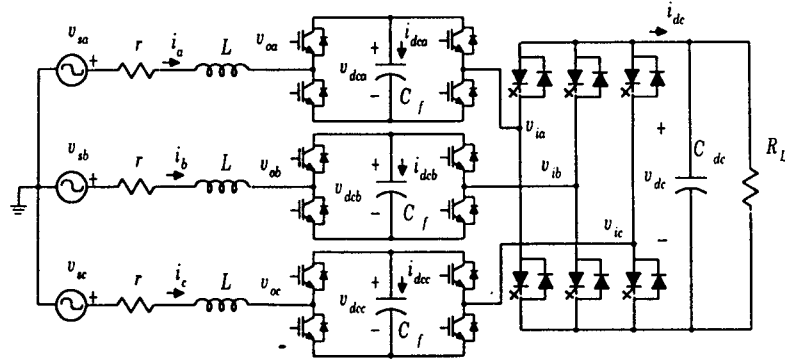 i_dc
v_sa + r i_a L v_oa + v_dca − i_dca C_f
v_ia
v_sb + r i_b L v_ob + v_dcb − i_dcb C_f
v_ib + v_dc − C_dc R_L
v_ic
v_sc + r i_c L v_oc + v_dcc − i_dcc C_f